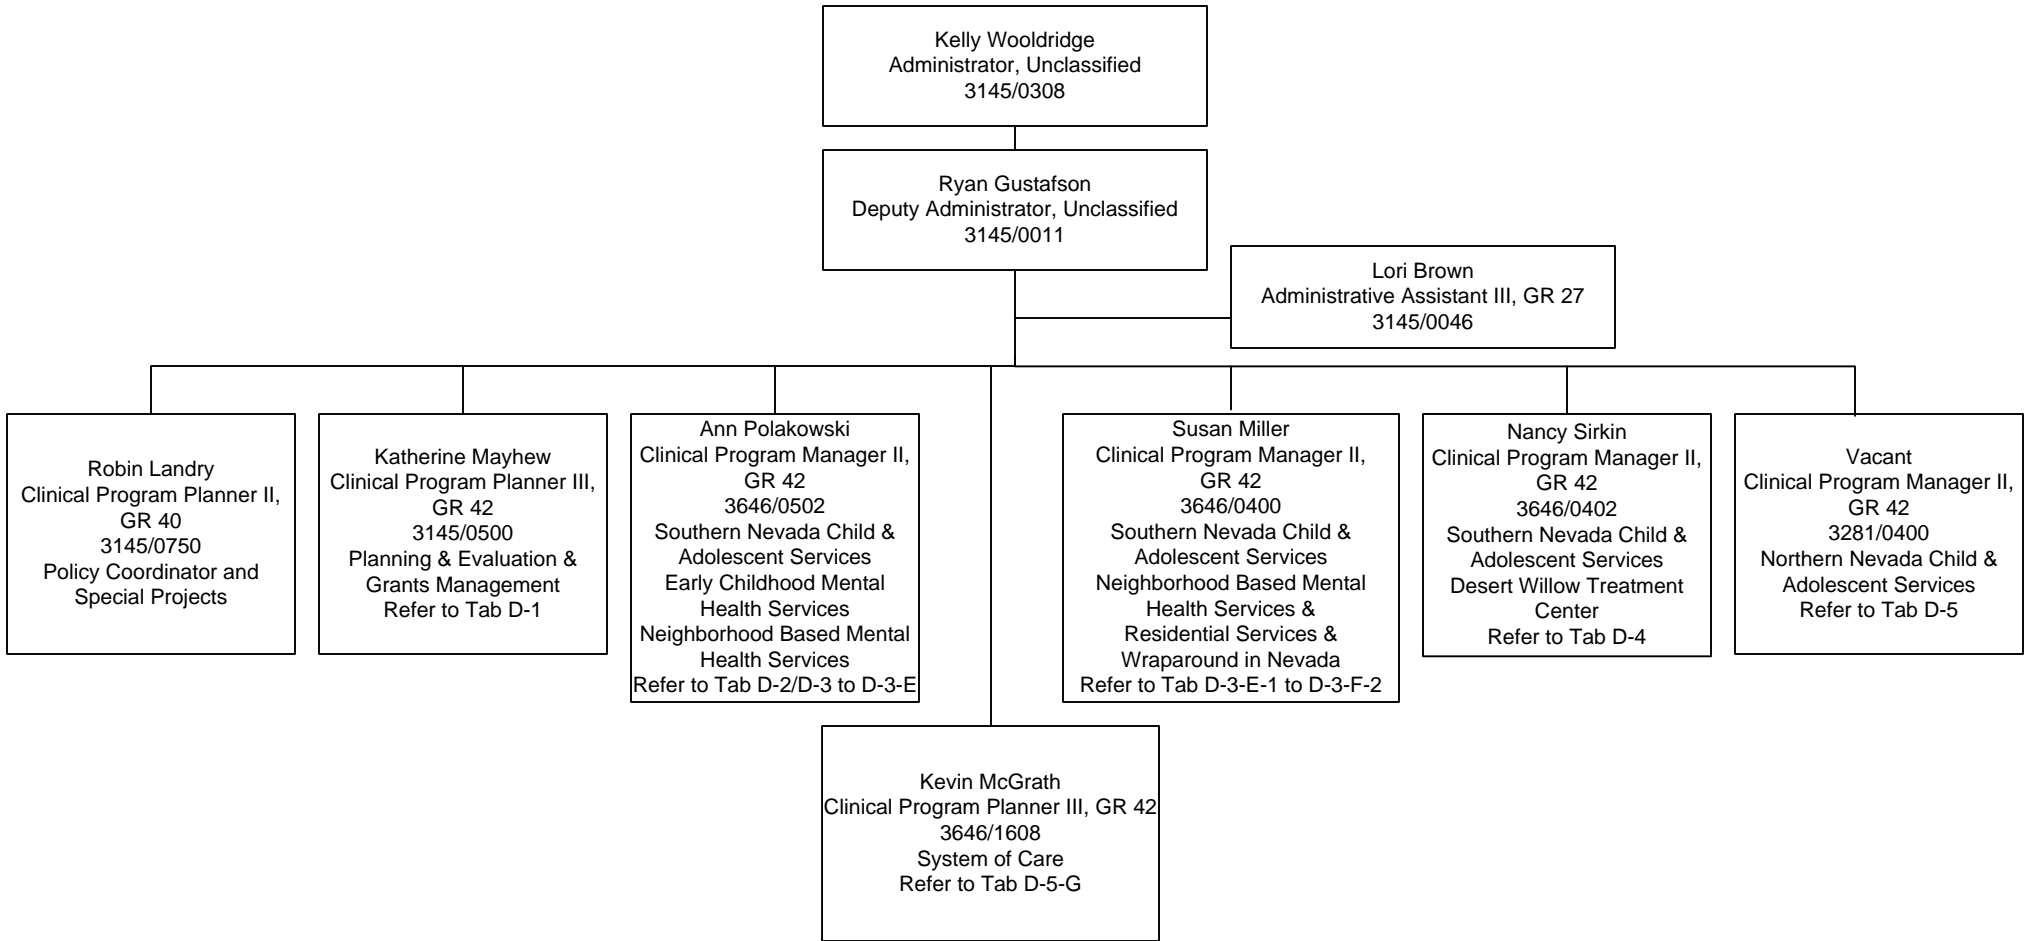 Kelly Wooldridge
Administrator, Unclassified
3145/0308
Ryan Gustafson
Deputy Administrator, Unclassified
3145/0011
Lori Brown
Administrative Assistant III, GR 27
3145/0046
Robin Landry
Clinical Program Planner II,
GR 40
3145/0750
Policy Coordinator and
Special Projects
Katherine Mayhew
Clinical Program Planner III,
GR 42
3145/0500
Planning & Evaluation &
Grants Management
Refer to Tab D-1
Ann Polakowski
Clinical Program Manager II,
GR 42
3646/0502
Southern Nevada Child &
Adolescent Services
Early Childhood Mental
Health Services
Neighborhood Based Mental
Health Services
Refer to Tab D-2/D-3 to D-3-E
Susan Miller
Clinical Program Manager II,
GR 42
3646/0400
Southern Nevada Child &
Adolescent Services
Neighborhood Based Mental
Health Services &
Residential Services &
Wraparound in Nevada
Refer to Tab D-3-E-1 to D-3-F-2
Nancy Sirkin
Clinical Program Manager II,
GR 42
3646/0402
Southern Nevada Child &
Adolescent Services
Desert Willow Treatment
Center
Refer to Tab D-4
Vacant
Clinical Program Manager II,
GR 42
3281/0400
Northern Nevada Child &
Adolescent Services
Refer to Tab D-5
Kevin McGrath
Clinical Program Planner III, GR 42
3646/1608
System of Care
Refer to Tab D-5-G